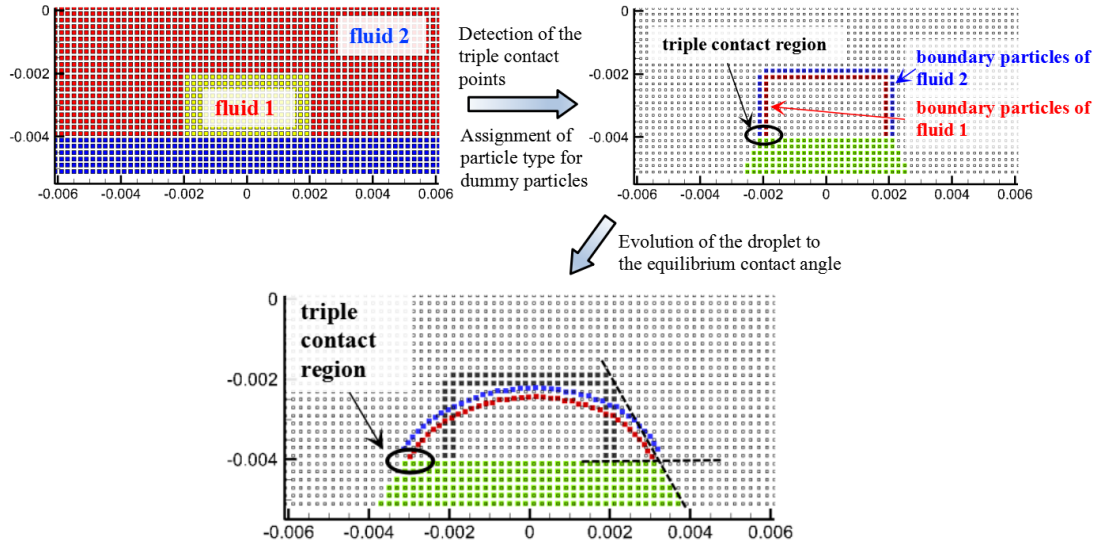 0
-0.002
-0.004
-0.006 -0.004 -0.002 0 0.002 0.004 0.006
fluid 2
fluid 1
Detection of the
triple contact
points
Assignment of
particle type for
dummy particles
0
-0.002
-0.004
-0.006 -0.004 -0.002 0 0.002 0.004 0.006
triple contact region
boundary particles of
fluid 2
boundary particles of
fluid 1
Evolution of the droplet to
the equilibrium contact angle
0
-0.002
-0.004
-0.006 -0.004 -0.002 0 0.002 0.004 0.006
triple
contact
region